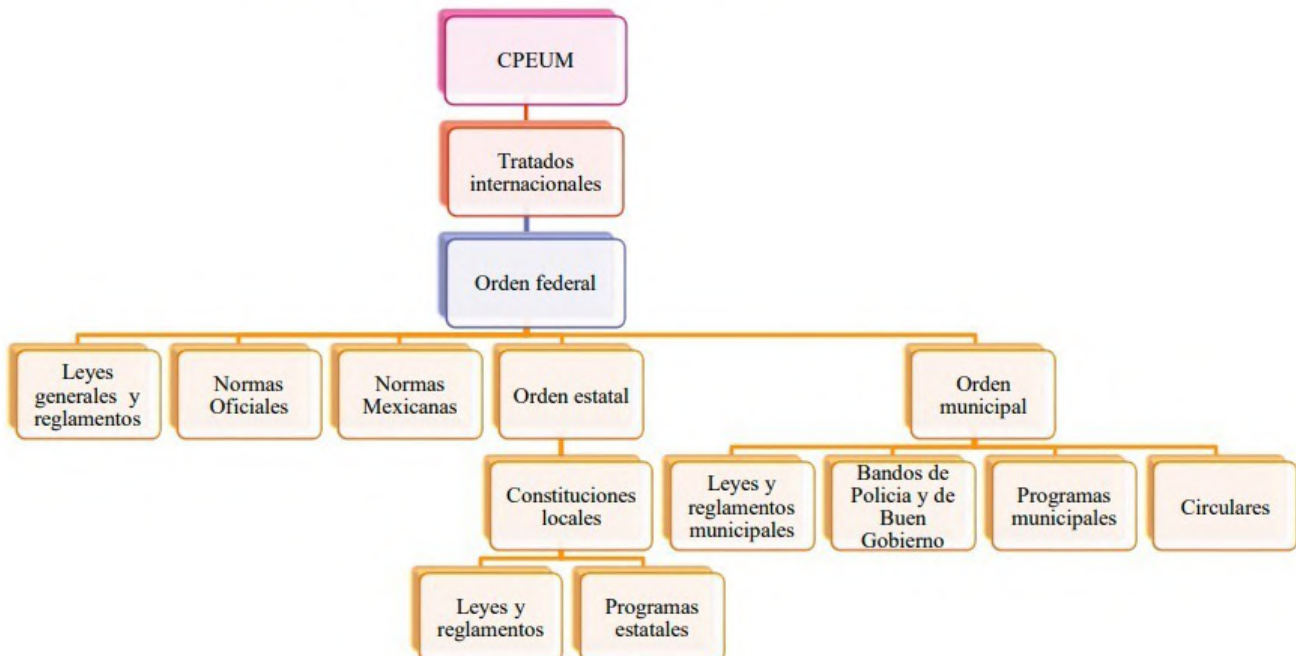 CPEUM
Tratados
internacionales
Orden federal
Leyes
generales y
reglamentos
Normas
Oficiales
Normas
Mexicanas
Orden estatal
Orden
municipal
Constituciones
locales
Leyes y
reglamentos
municipales
Bandos de
Policia y de
Buen
Gobierno
Programas
municipales
Circulares
Leyes y
reglamentos
Programas
estatales